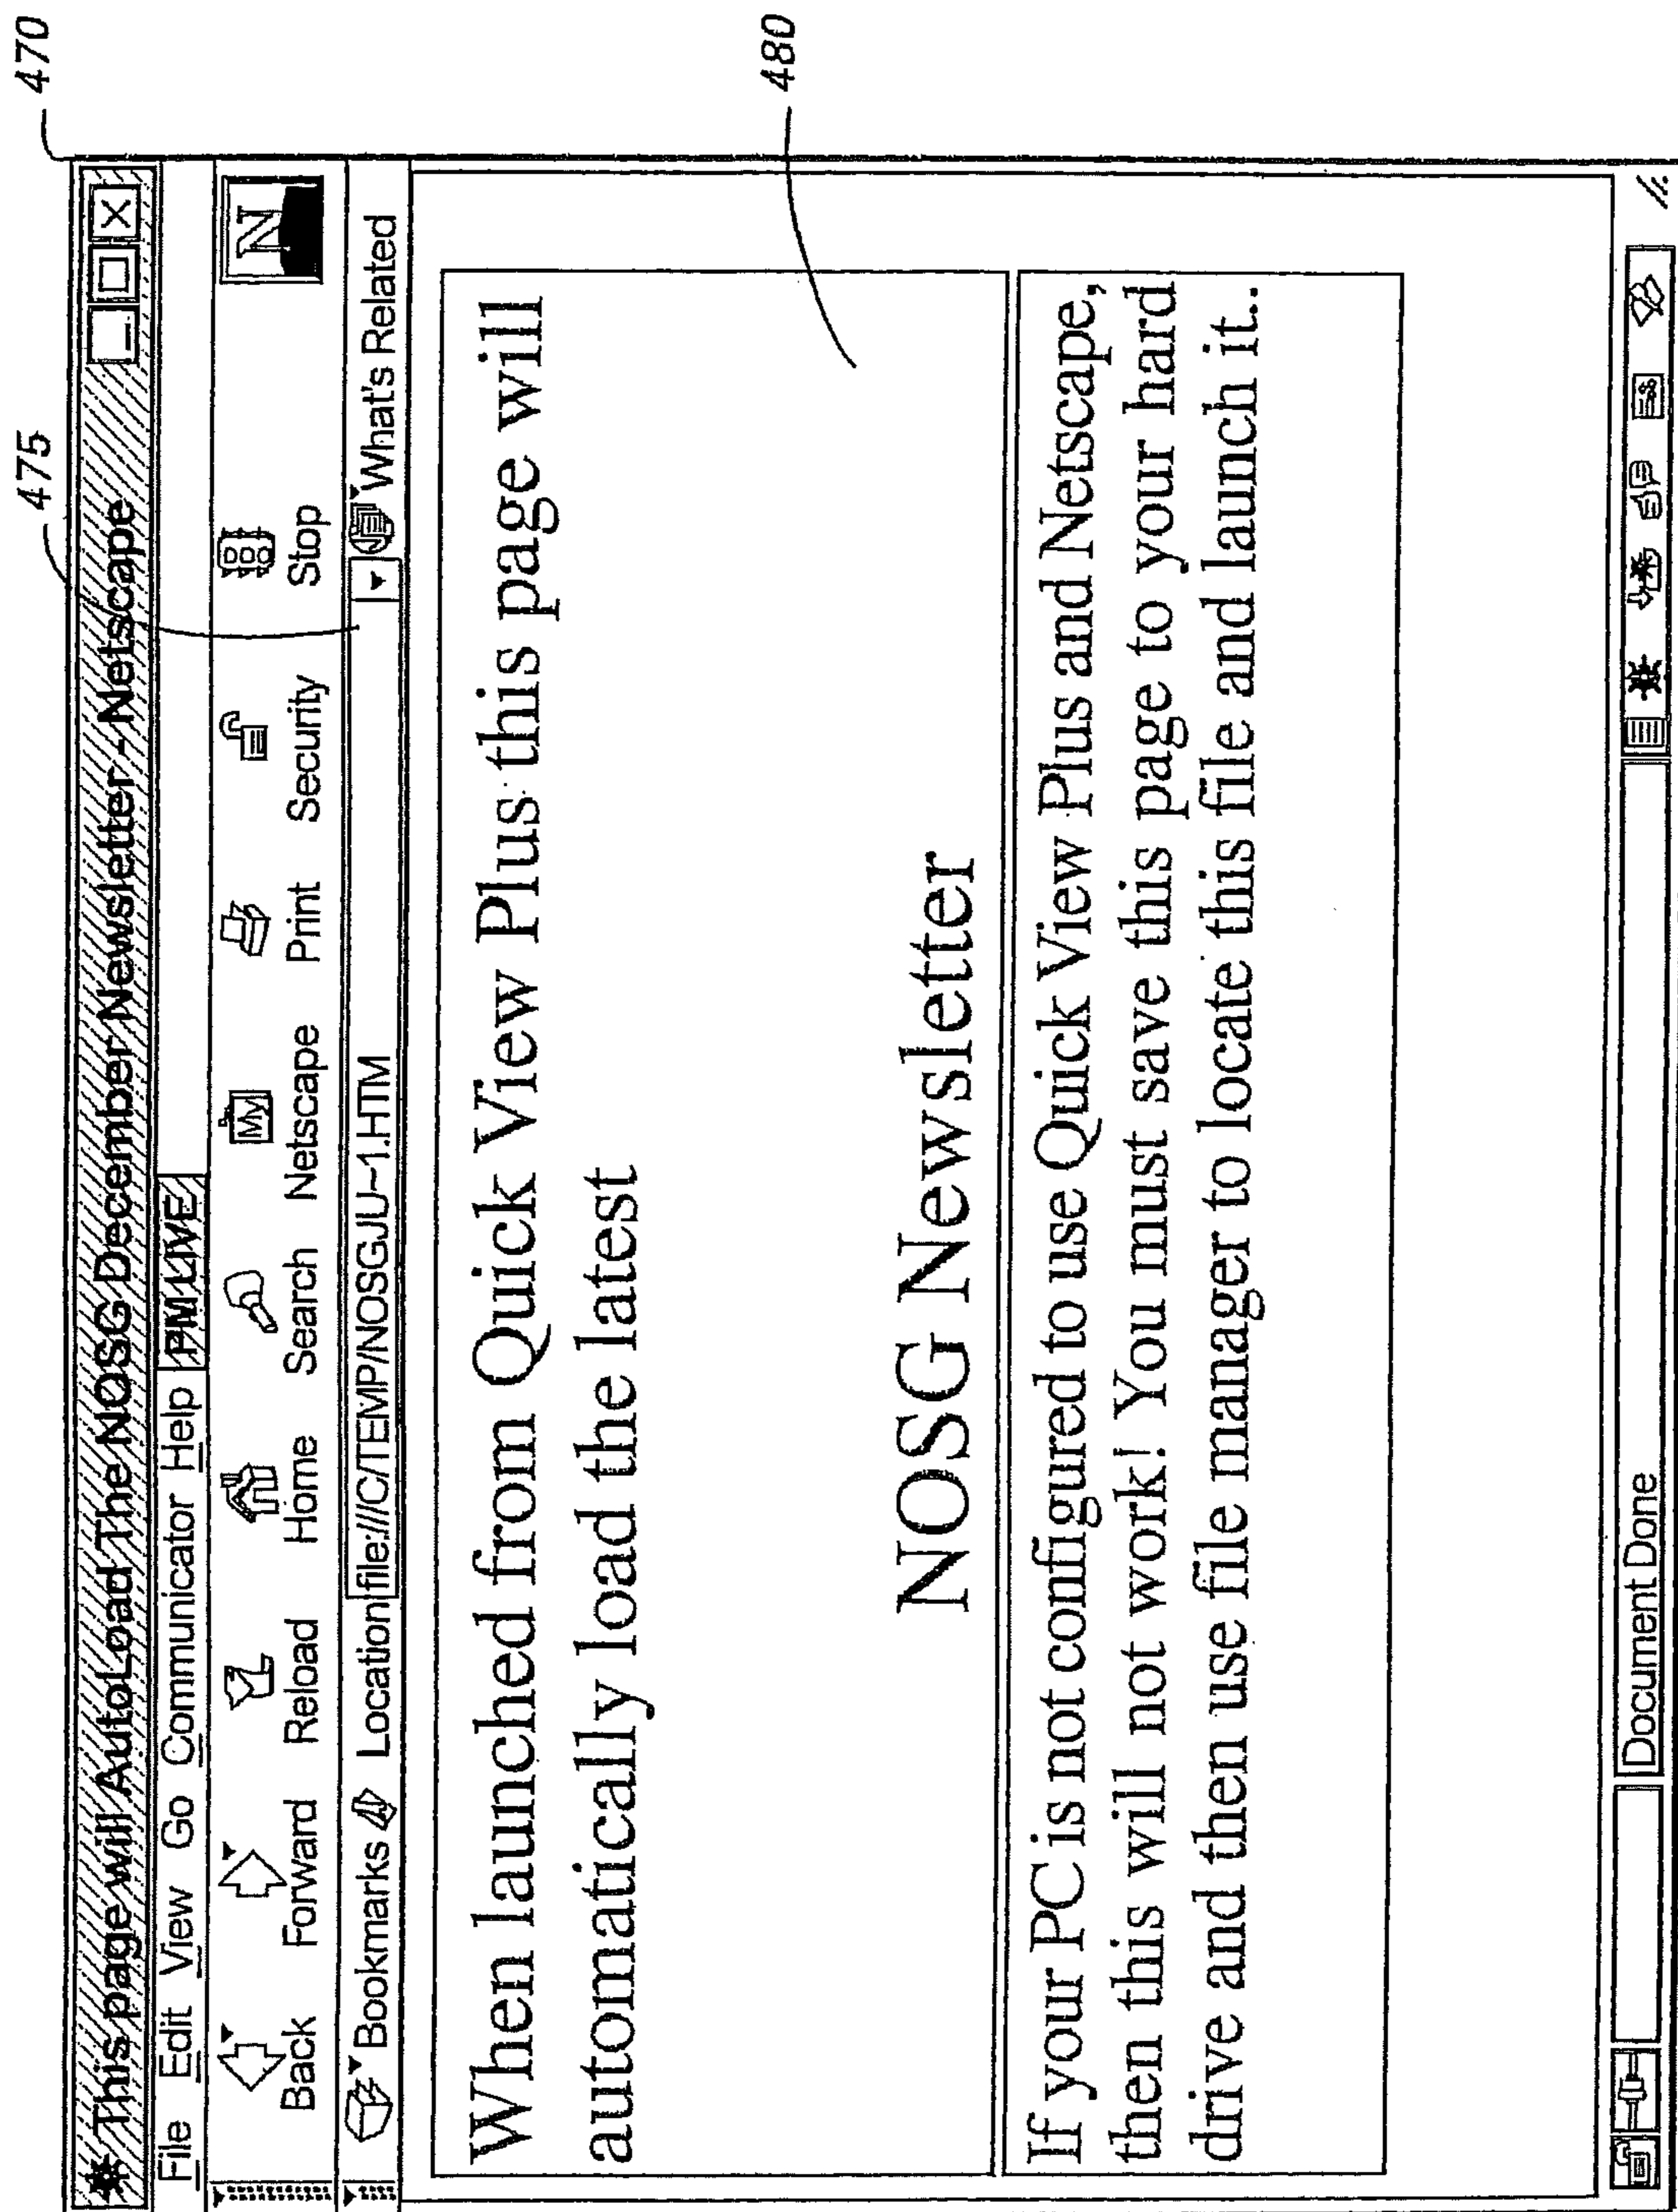 470
475
This page will AutoLoad The NOSG December Newsletter - Netscape
File Edit View Go Communicator Help PM LIVE
N
My
Back Forward Reload Home Search Netscape Print Security Stop
Bookmarks Location file:///C/TEMP/NOSGJU~1.HTM What's Related
When launched from Quick View Plus this page will
automatically load the latest
480
NOSG Newsletter
If your PC is not configured to use Quick View Plus and Netscape,
then this will not work! You must save this page to your hard
drive and then use file manager to locate this file and launch it..
Document Done